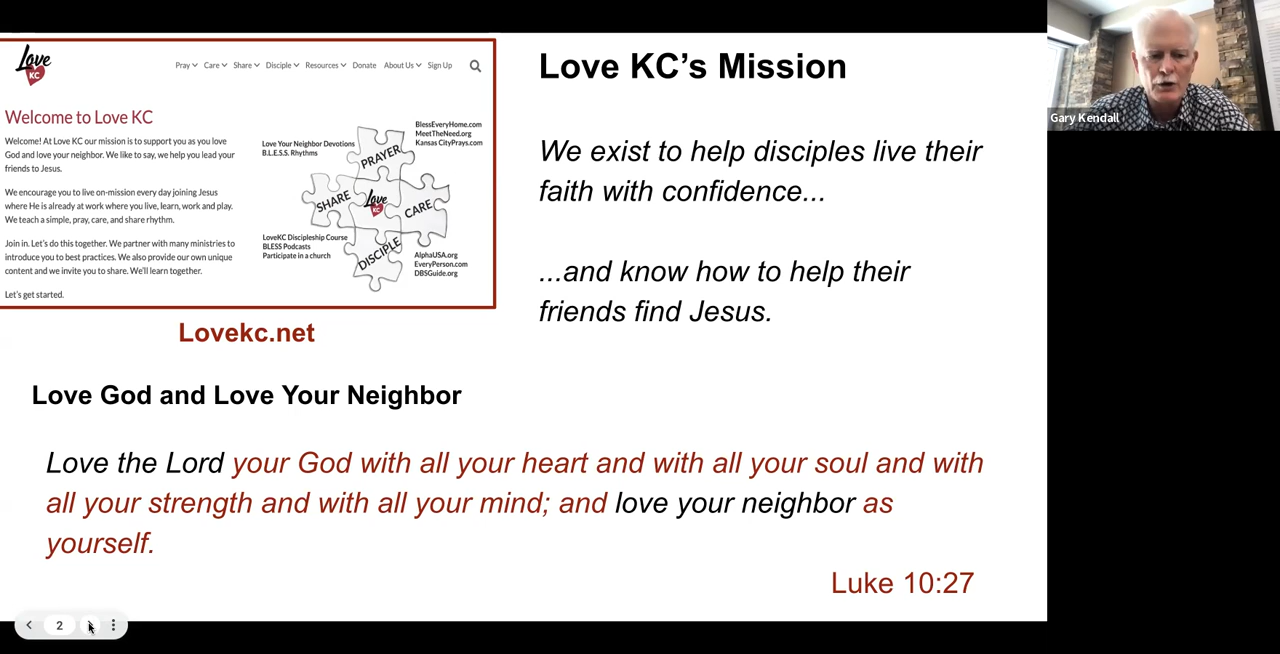 Love
KC
Pray Care Share Disciple Resources Donate About Us Sign Up
Welcome to Love KC
Welcome! At Love KC our mission is to support you as you love
God and love your neighbor. We like to say, we help you lead your
friends to Jesus.
We encourage you to live on-mission every day joining Jesus
where He is already at work where you live, learn, work and play.
We teach a simple, pray, care, and share rhythm.
Join in. Let's do this together. We partner with many ministries to
introduce you to best practices. We also provide our own unique
content and we invite you to share. We'll learn together.
Let's get started.
Love Your Neighbor Devotions
B.L.E.S.S. Rhythms
BlessEveryHome.com
MeetTheNeed.org
Kansas CityPrays.com
PRAYER
SHARE
Love
KC
CARE
DISCIPLE
LoveKC Discipleship Course
BLESS Podcasts
Participate in a church
AlphaUSA.org
EveryPerson.com
DBSGuide.org
Lovekc.net
Love KC’s Mission
We exist to help disciples live their
faith with confidence...
...and know how to help their
friends find Jesus.
Love God and Love Your Neighbor
Love the Lord your God with all your heart and with all your soul and with
all your strength and with all your mind; and love your neighbor as
yourself.
Luke 10:27
2
Gary Kendall